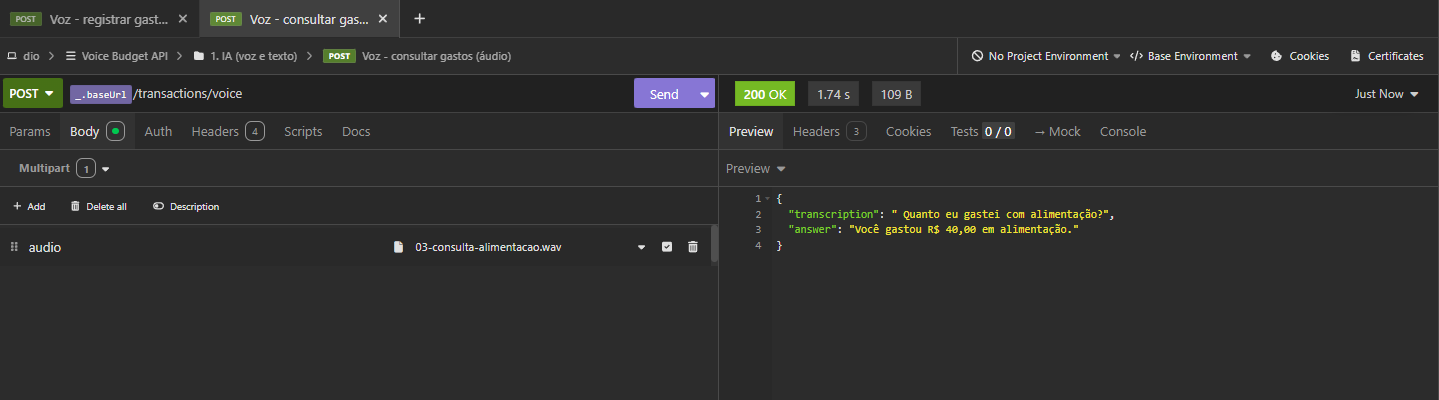 POST Voz - registrar gast... POST Voz - consultar gas...
dio Voice Budget API 1. IA (voz e texto) POST Voz - consultar gastos (áudio) No Project Environment Base Environment Cookies Certificates
POST _.baseUrl/transactions/voice Send
Params Body Auth Headers 4 Scripts Docs
Multipart 1
Add Delete all Description
audio 03-consulta-alimentacao.wav
200 OK 1.74 s 109 B Just Now
Preview Headers 3 Cookies Tests 0 / 0 → Mock Console
Preview
1 {
2 "transcription": " Quanto eu gastei com alimentação?",
3 "answer": "Você gastou R$ 40,00 em alimentação."
4 }